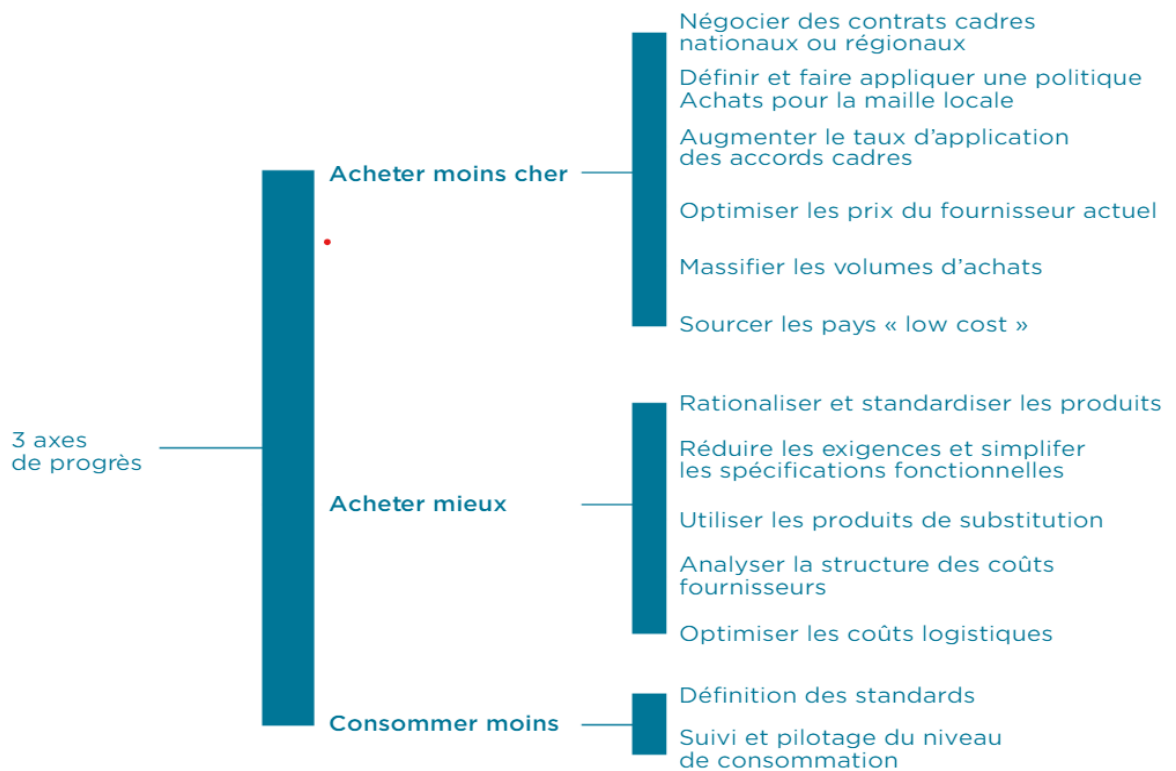 3 axes
de progrès
Acheter moins cher
Négocier des contrats cadres
nationaux ou régionaux
Définir et faire appliquer une politique
Achats pour la maille locale
Augmenter le taux d'application
des accords cadres
Optimiser les prix du fournisseur actuel
Massifier les volumes d'achats
Sourcer les pays « low cost »
Acheter mieux
Rationaliser et standardiser les produits
Réduire les exigences et simplifer
les spécifications fonctionnelles
Utiliser les produits de substitution
Analyser la structure des coûts
fournisseurs
Optimiser les coûts logistiques
Consommer moins
Définition des standards
Suivi et pilotage du niveau
de consommation